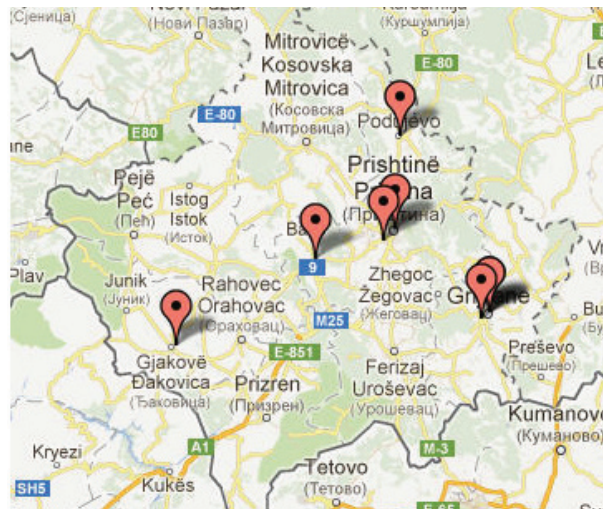 (Сјеница)
(Нови Пазар)
(Куршумлија)
Mitrovicë
Kosovska
Mitrovica
(Косовска
Митровица)
E-80
E-80
E80
Podujevo
Prishtinë
Pejë
Peć
(Пећ)
Istog
Istok
(Исток)
Plav
Junik
(Јуник)
Rahovec
Orahovac
(Ораховац)
9
Zhegoc
Žegovac
(Жеговац)
M25
E-851
Gjakovë
Đakovica
(Ђаковица)
Prizren
(Призрен)
Ferizaj
Uroševac
(Урошевац)
Preševo
(Прешево)
Kumanovo
(Куманово)
A1
M-3
Kryezi
Kukës
SH5
Tetovo
(Тетово)
E-65